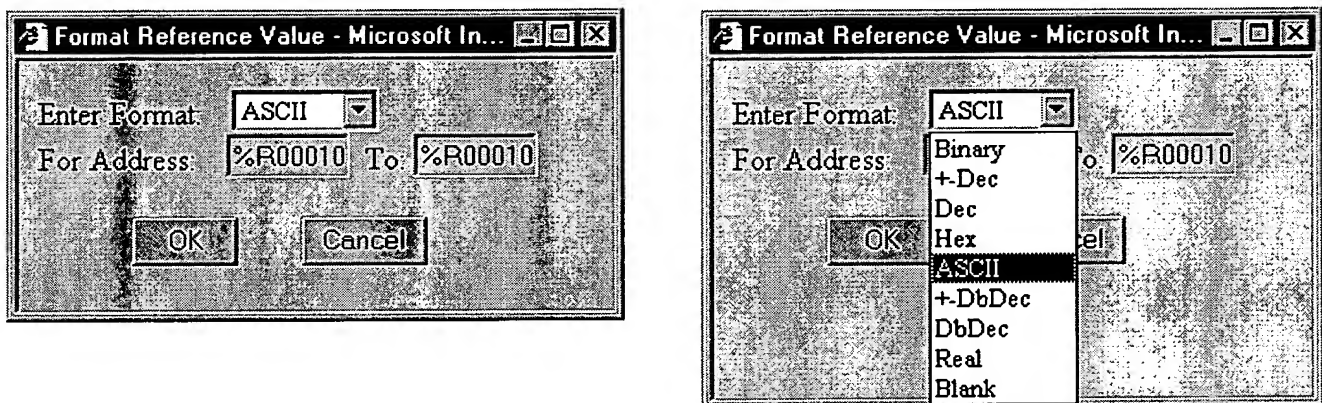 Format Reference Value - Microsoft In...
Enter Format: ASCII
For Address: %R00010 To: %R00010
OK Cancel
Format Reference Value - Microsoft In...
Enter Format: ASCII
For Address: To: %R00010
OK cel
Binary
+-Dec
Dec
Hex
ASCII
+-DbDec
DbDec
Real
Blank